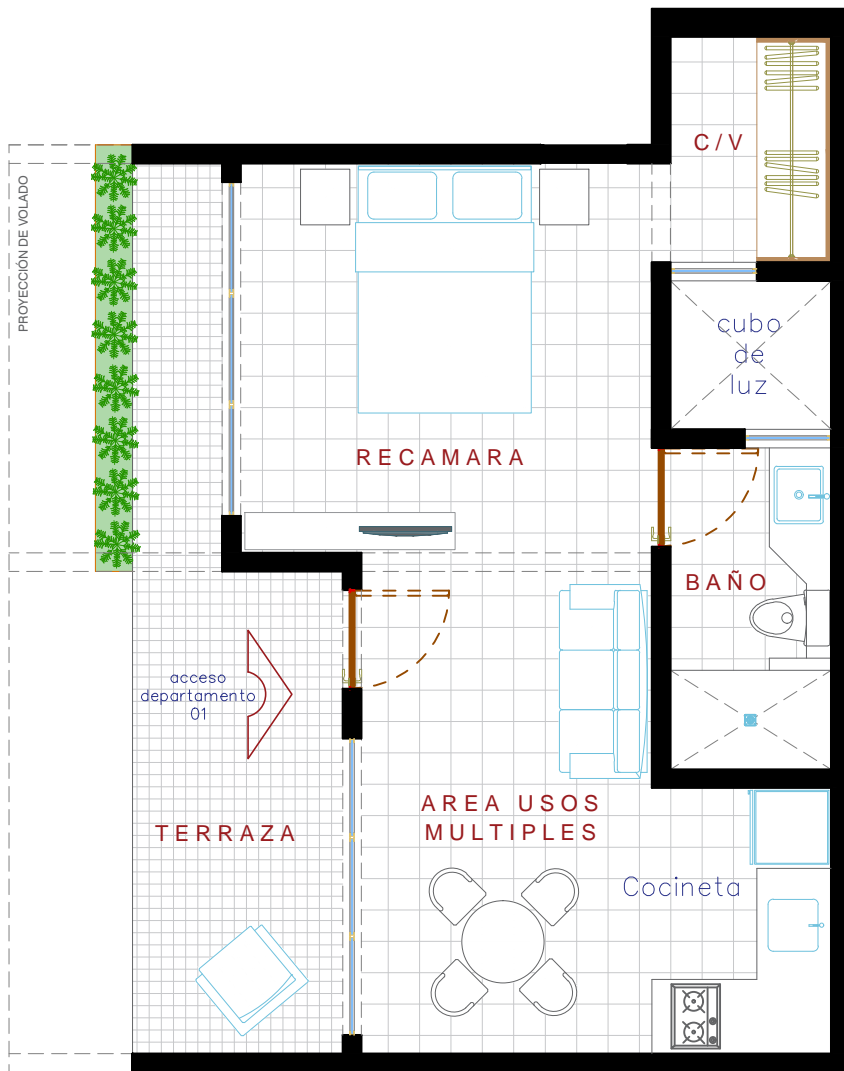 C/V
PROYECCIÓN DE VOLADO
cubo
de
luz
RECAMARA
BAÑO
acceso
departamento
01
AREA USOS
MULTIPLES
TERRAZA
Cocineta